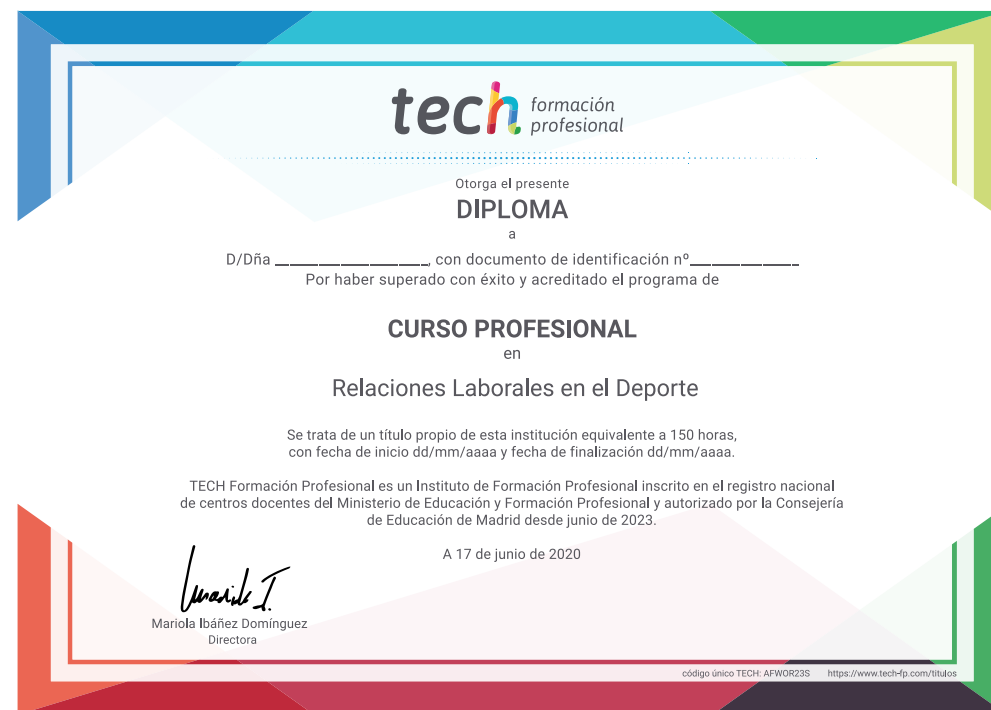 tech formación
profesional
Otorga el presente
DIPLOMA
a
D/Dña ____________________, con documento de identificación nº______________
Por haber superado con éxito y acreditado el programa de
CURSO PROFESIONAL
en
Relaciones Laborales en el Deporte
Se trata de un título propio de esta institución equivalente a 150 horas,
con fecha de inicio dd/mm/aaaa y fecha de finalización dd/mm/aaaa.
TECH Formación Profesional es un Instituto de Formación Profesional inscrito en el registro nacional
de centros docentes del Ministerio de Educación y Formación Profesional y autorizado por la Consejería
de Educación de Madrid desde junio de 2023.
A 17 de junio de 2020
Mariola Ibáñez Domínguez
Directora
código único TECH: AFWOR23S https://www.tech-fp.com/titulos